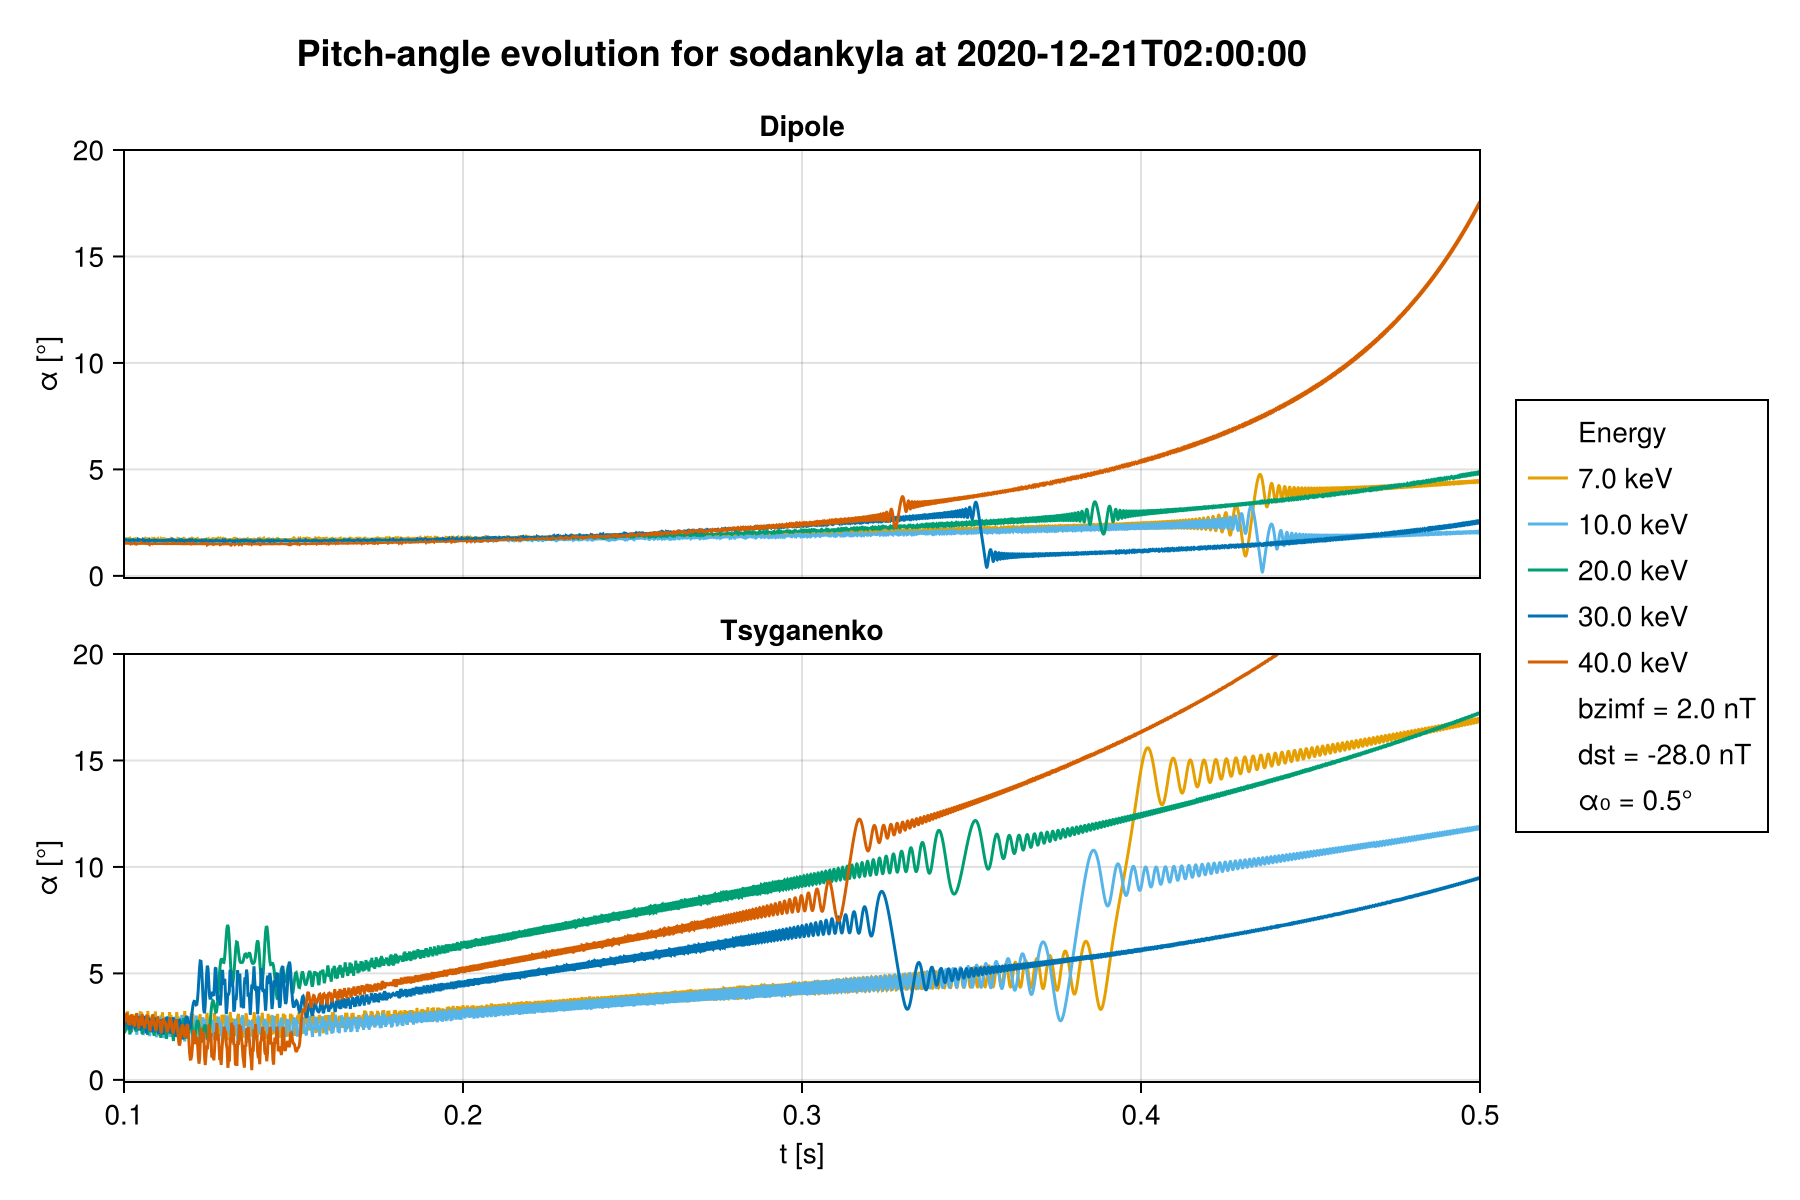 Pitch-angle evolution for sodankyla at 2020-12-21T02:00:00
Dipole
20
15
10
5
0
α [°]
Tsyganenko
20
15
10
5
0
α [°]
0.1 0.2 0.3 0.4 0.5
t [s]
Energy
7.0 keV
10.0 keV
20.0 keV
30.0 keV
40.0 keV
bzimf = 2.0 nT
dst = -28.0 nT
α₀ = 0.5°